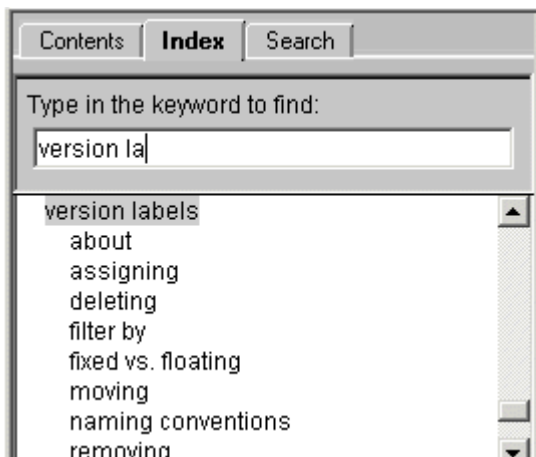 Contents Index Search
Type in the keyword to find:
version la
version labels
about
assigning
deleting
filter by
fixed vs. floating
moving
naming conventions
removing